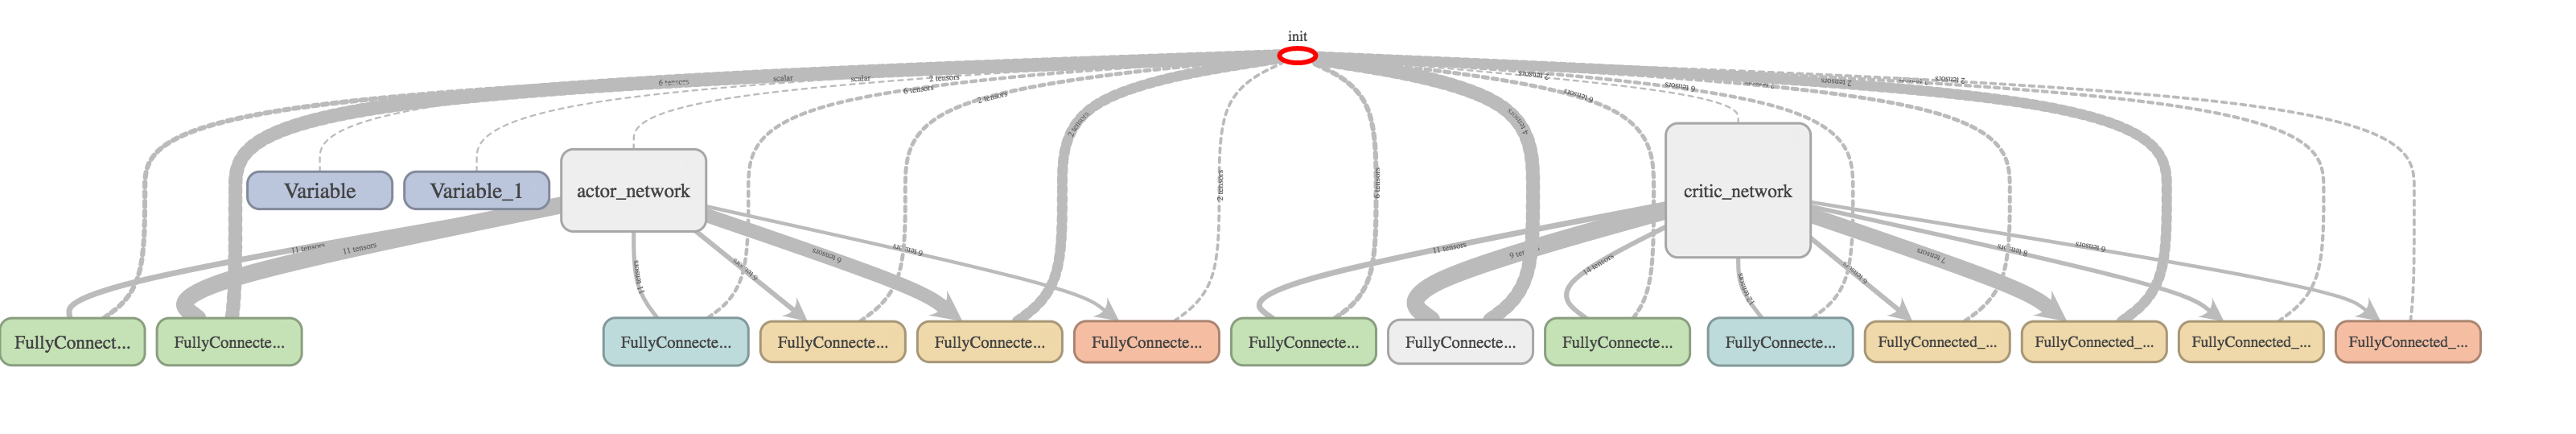 init
6 tensors
scalar
scalar
2 tensors
6 tensors
2 tensors
2 tensors
2 tensors
6 tensors
4 tensors
2 tensors
6 tensors
6 tensors
2 tensors
2 tensors
Variable
Variable_1
actor_network
critic_network
11 tensors
11 tensors
11 tensors
6 tensors
6 tensors
6 tensors
11 tensors
14 tensors
12 tensors
6 tensors
7 tensors
8 tensors
6 tensors
FullyConnect...
FullyConnecte...
FullyConnecte...
FullyConnecte...
FullyConnecte...
FullyConnecte...
FullyConnecte...
FullyConnecte...
FullyConnecte...
FullyConnecte...
FullyConnected_...
FullyConnected_...
FullyConnected_...
FullyConnected_...